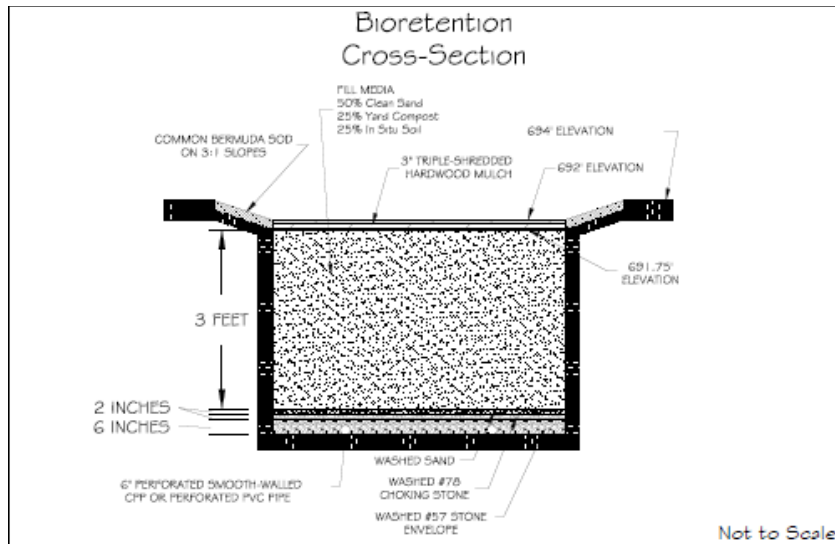 Bioretention
Cross-Section
FILL MEDIA
50% Clean Sand
25% Yard Compost
25% In Situ Soil
COMMON BERMUDA SOD
ON 3:1 SLOPES
694' ELEVATION
3" TRIPLE-SHREDDED
HARDWOOD MULCH
692' ELEVATION
691.75'
ELEVATION
3 FEET
2 INCHES
6 INCHES
WASHED SAND
6" PERFORATED SMOOTH-WALLED
CPP OR PERFORATED PVC PIPE
WASHED #78
CHOKING STONE
WASHED #57 STONE
ENVELOPE
Not to Scale